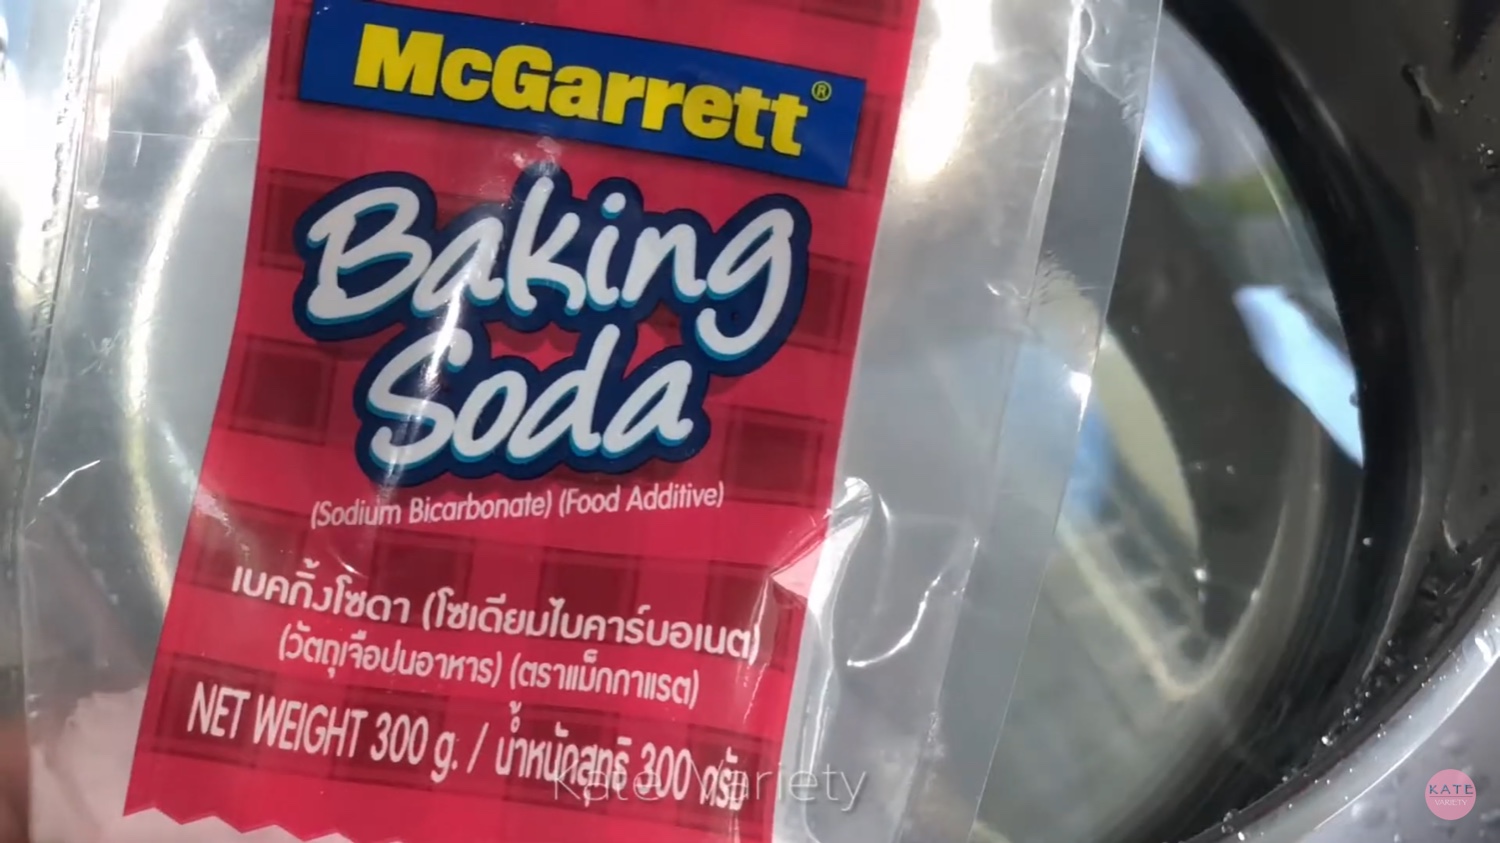 McGarrett®
Baking
Soda
(Sodium Bicarbonate) (Food Additive)
เบคกิ้งโซดา (โซเดียมไบคาร์บอเนต)
(วัตถุเจือปนอาหาร) (ตราแม็กกาแรต)
NET WEIGHT 300 g. / น้ำหนักสุทธิ 300 กรัม
Kate Variety
KATE
VARIETY